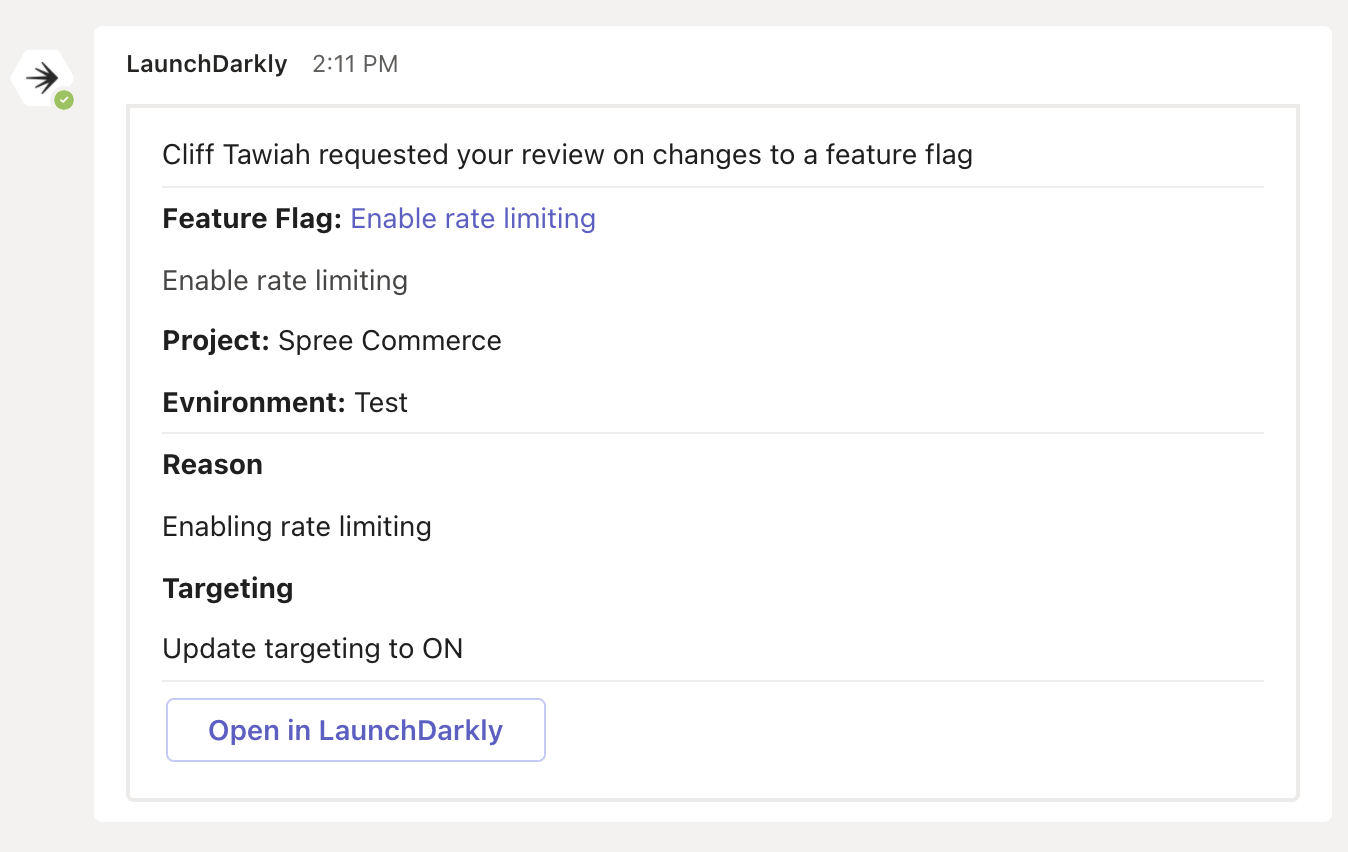 LaunchDarkly 2:11 PM
Cliff Tawiah requested your review on changes to a feature flag
Feature Flag: Enable rate limiting
Enable rate limiting
Project: Spree Commerce
Evnironment: Test
Reason
Enabling rate limiting
Targeting
Update targeting to ON
Open in LaunchDarkly